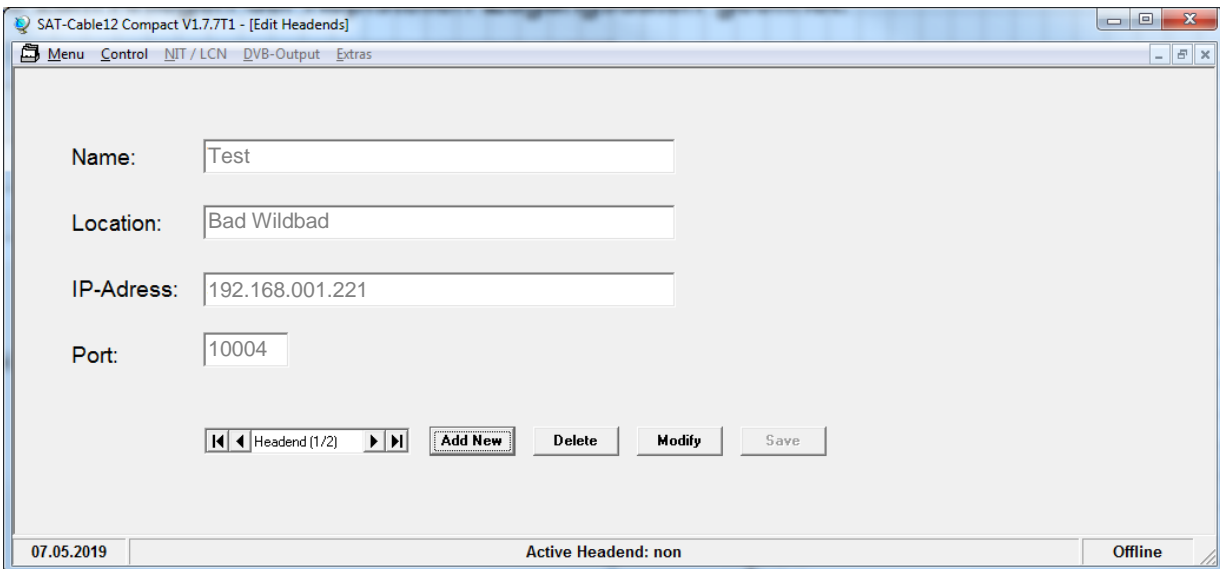 SAT-Cable12 Compact V1.7.7T1 - [Edit Headends]
Menu Control NIT / LCN DVB-Output Extras
Name: Test
Location: Bad Wildbad
IP-Adress: 192.168.001.221
Port: 10004
Headend (1/2) Add New Delete Modify Save
07.05.2019 Active Headend: non Offline